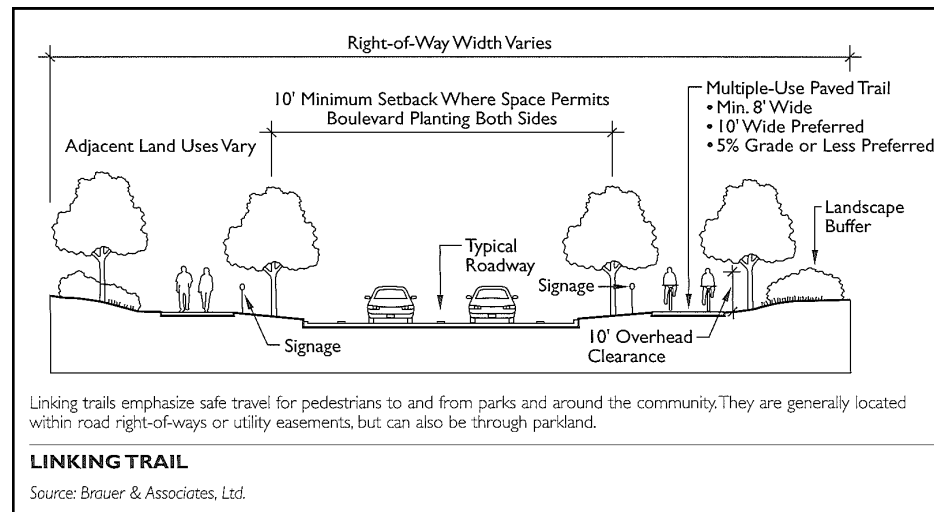 Right-of-Way Width Varies
10' Minimum Setback Where Space Permits
Boulevard Planting Both Sides
Multiple-Use Paved Trail
• Min. 8' Wide
• 10' Wide Preferred
• 5% Grade or Less Preferred
Adjacent Land Uses Vary
Landscape
Buffer
Typical
Roadway
Signage
Signage
10' Overhead
Clearance
Linking trails emphasize safe travel for pedestrians to and from parks and around the community. They are generally located
within road right-of-ways or utility easements, but can also be through parkland.
LINKING TRAIL
Source: Brauer & Associates, Ltd.